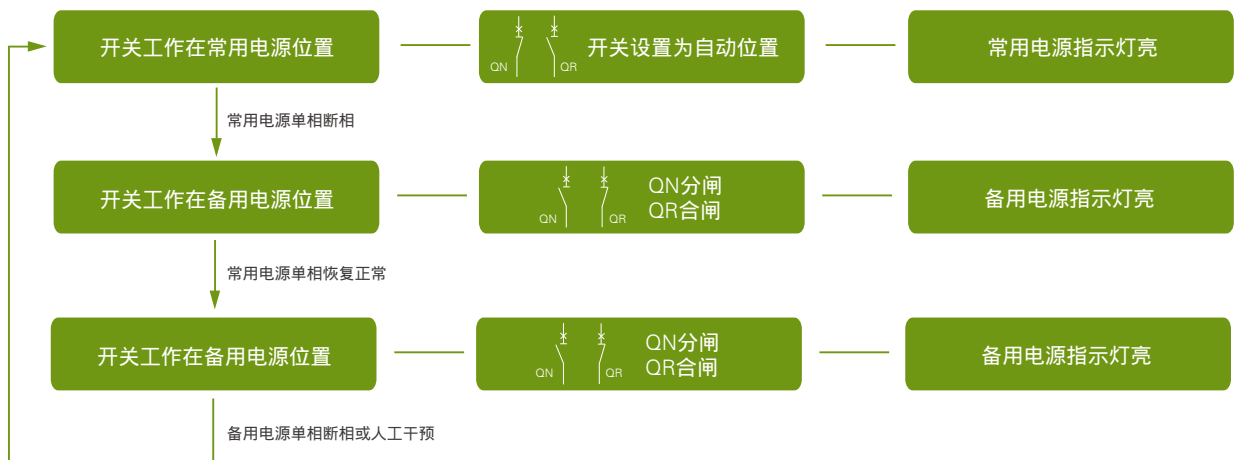 开关工作在常用电源位置
QN
QR
开关设置为自动位置
常用电源指示灯亮
常用电源单相断相
开关工作在备用电源位置
QN
QR
QN分闸
QR合闸
备用电源指示灯亮
常用电源单相恢复正常
开关工作在备用电源位置
QN
QR
QN分闸
QR合闸
备用电源指示灯亮
备用电源单相断相或人工干预